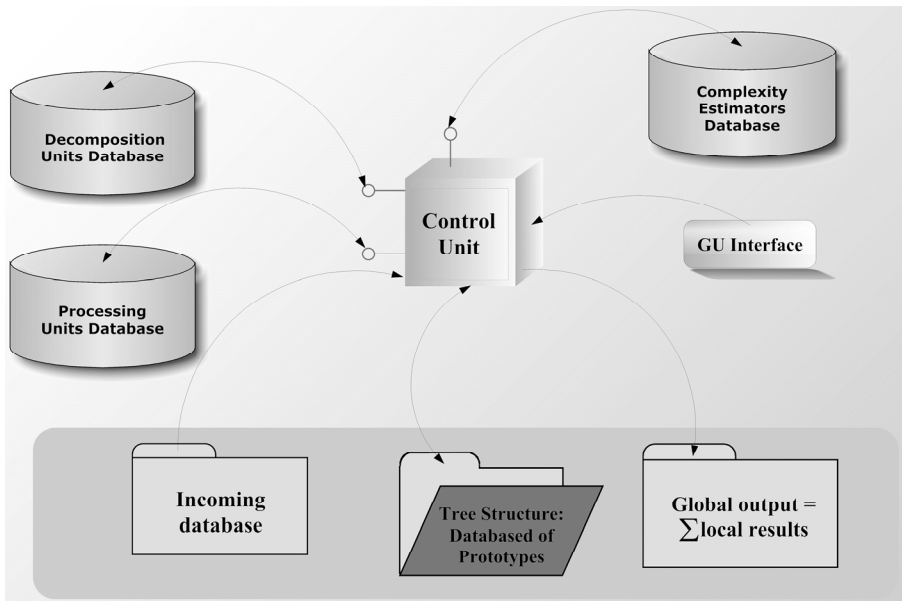 Decomposition
Units Database
Complexity
Estimators
Database
Control
Unit
GU Interface
Processing
Units Database
Incoming
database
Tree Structure:
Databased of
Prototypes
Global output =
∑local results